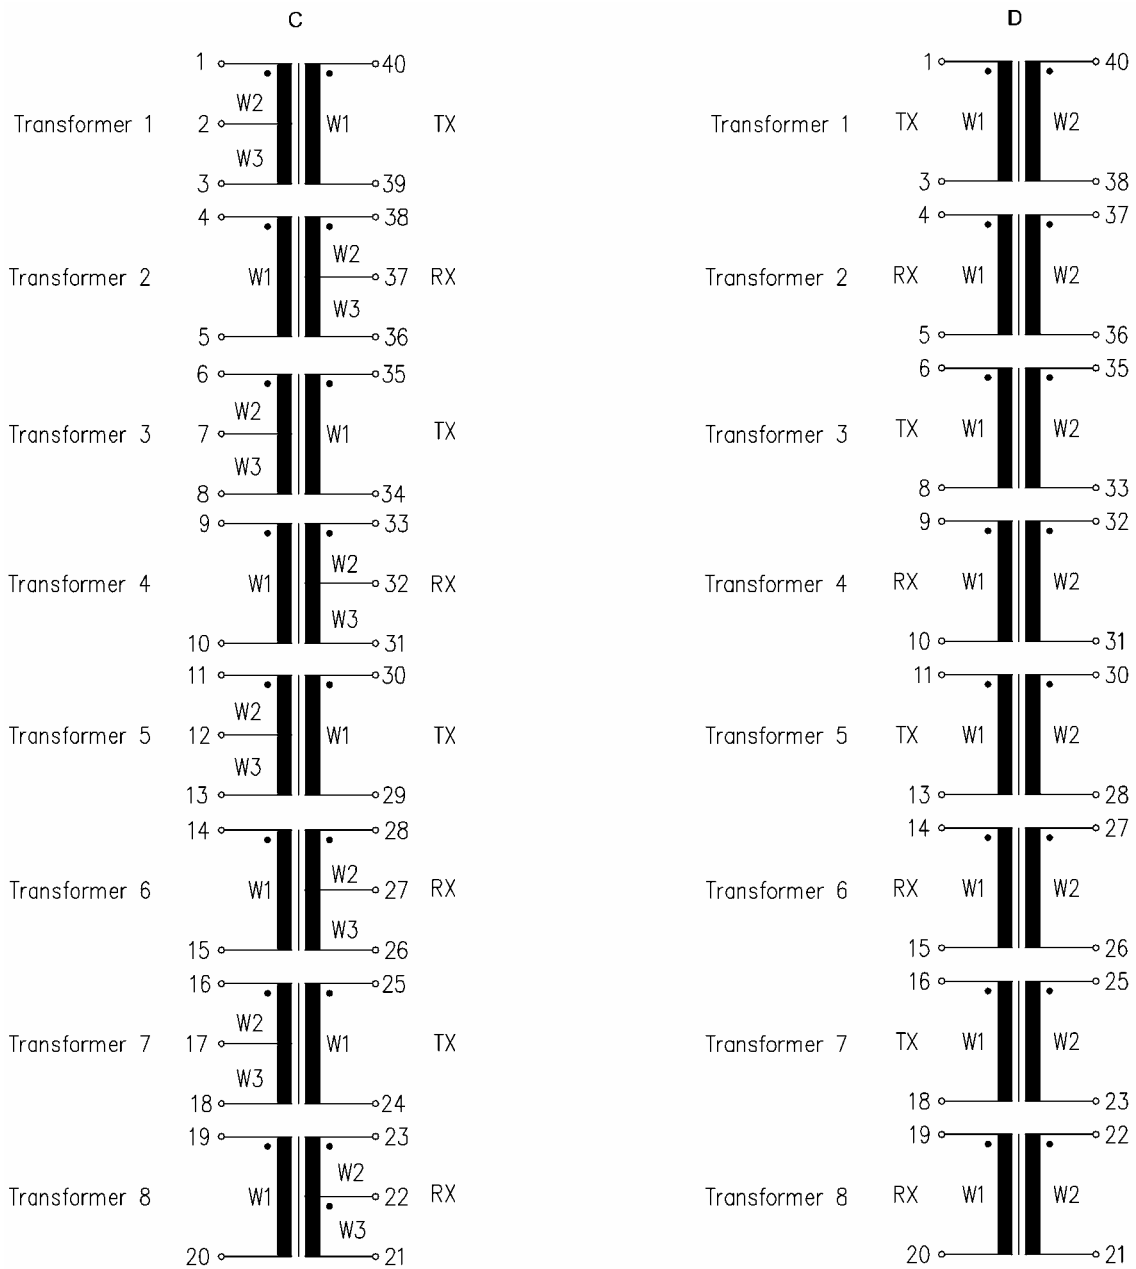 C
1 40
W2
Transformer 1 2 W1 TX
W3
3 39
4 38
W2
Transformer 2 W1 37 RX
W3
5 36
6 35
W2
Transformer 3 7 W1 TX
W3
8 34
9 33
W2
Transformer 4 W1 32 RX
W3
10 31
11 30
W2
Transformer 5 12 W1 TX
W3
13 29
14 28
W2
Transformer 6 W1 27 RX
W3
15 26
16 25
W2
Transformer 7 17 W1 TX
W3
18 24
19 23
W2
Transformer 8 W1 22 RX
W3
20 21
D
1 40
Transformer 1 TX W1 W2
3 38
4 37
Transformer 2 RX W1 W2
5 36
6 35
Transformer 3 TX W1 W2
8 33
9 32
Transformer 4 RX W1 W2
10 31
11 30
Transformer 5 TX W1 W2
13 28
14 27
Transformer 6 RX W1 W2
15 26
16 25
Transformer 7 TX W1 W2
18 23
19 22
Transformer 8 RX W1 W2
20 21